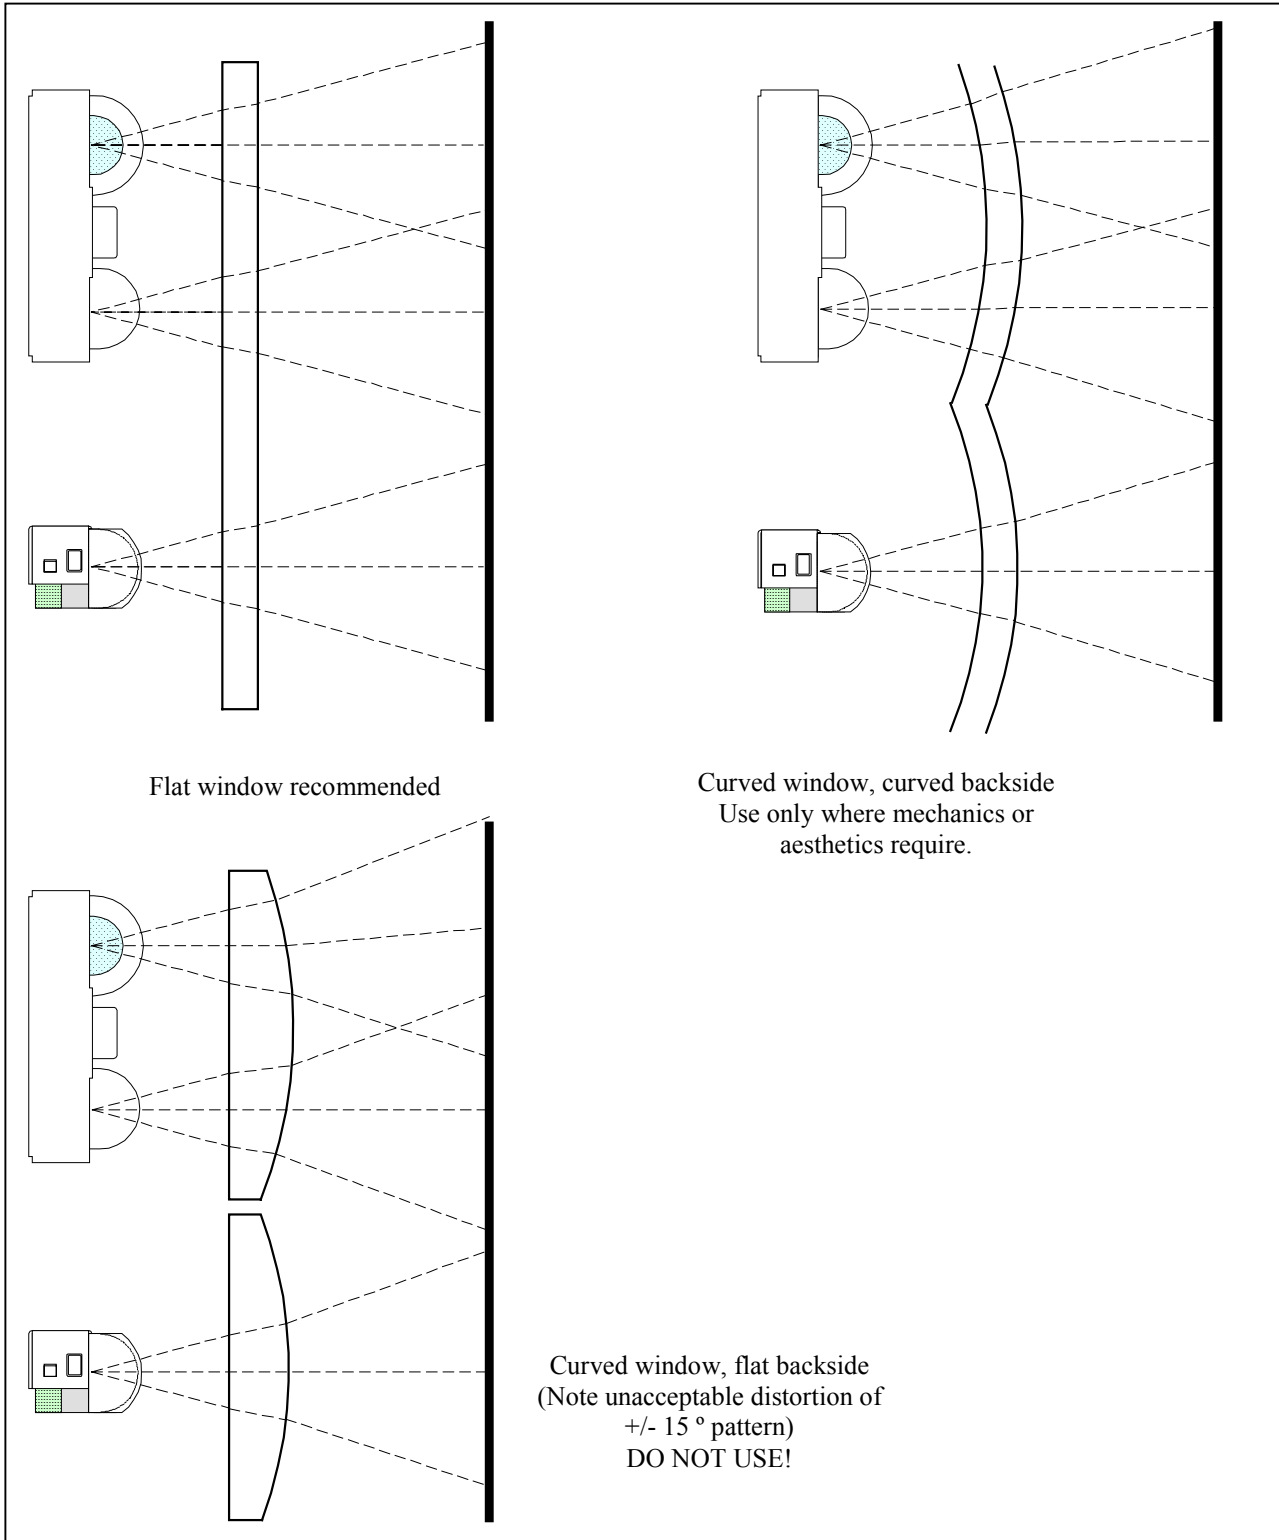 Flat window recommended
Curved window, curved backside
Use only where mechanics or
aesthetics require.
Curved window, flat backside
(Note unacceptable distortion of
+/- 15 º pattern)
DO NOT USE!